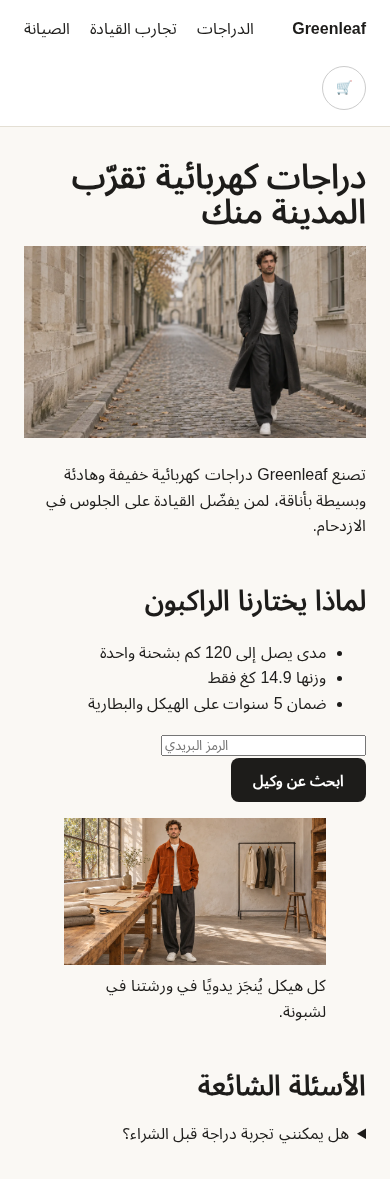 Greenleaf
الدراجات
تجارب القيادة
الصيانة
دراجات كهربائية تقرّب
المدينة منك
تصنع Greenleaf دراجات كهربائية خفيفة وهادئة
وبسيطة بأناقة، لمن يفضّل القيادة على الجلوس في
الازدحام.
لماذا يختارنا الراكبون
مدى يصل إلى 120 كم بشحنة واحدة
وزنها 14.9 كغ فقط
ضمان 5 سنوات على الهيكل والبطارية
الرمز البريدي
ابحث عن وكيل
كل هيكل يُنجَز يدويًا في ورشتنا في
لشبونة.
الأسئلة الشائعة
هل يمكنني تجربة دراجة قبل الشراء؟